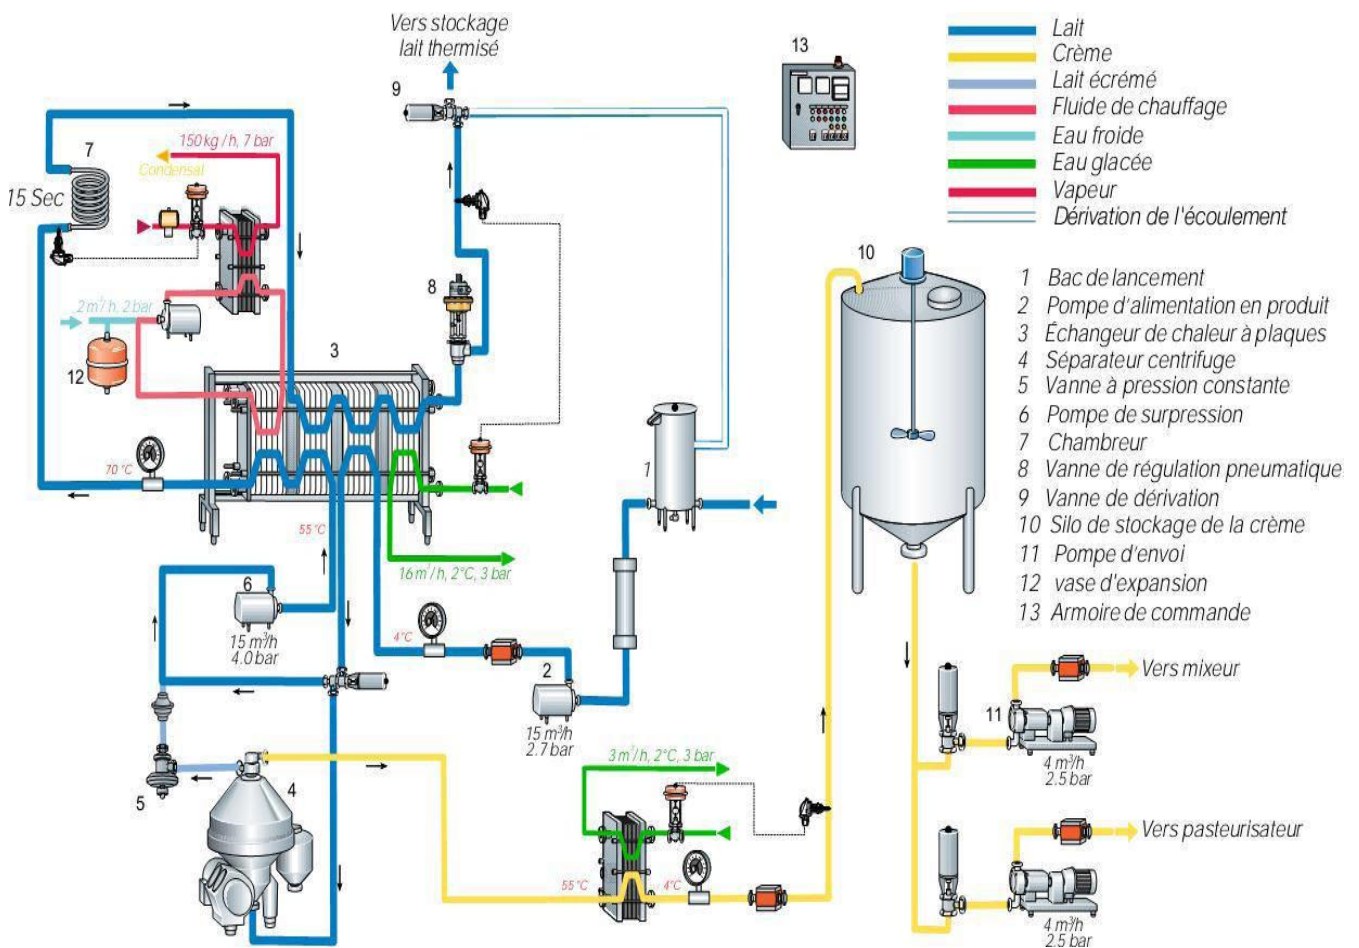 Vers stockage
lait thermisé
13
9
7
15 Sec
150 kg / h, 7 bar
Condensal
2 m³/h, 2 bar
12
3
8
70 °C
55 °C
1
16 m³/h, 2°C, 3 bar
6
15 m³/h
4.0 bar
4°C
2
15 m³/h
2.7 bar
5
4
3 m³/h, 2°C, 3 bar
55 °C
4°C
10
11
4 m³/h
2.5 bar
Vers mixeur
Vers pasteurisateur
4 m³/h
2.5 bar
Lait
Crème
Lait écrémé
Fluide de chauffage
Eau froide
Eau glacée
Vapeur
Dérivation de l'écoulement
1 Bac de lancement
2 Pompe d'alimentation en produit
3 Échangeur de chaleur à plaques
4 Séparateur centrifuge
5 Vanne à pression constante
6 Pompe de surpression
7 Chambreur
8 Vanne de régulation pneumatique
9 Vanne de dérivation
10 Silo de stockage de la crème
11 Pompe d'envoi
12 vase d'expansion
13 Armoire de commande